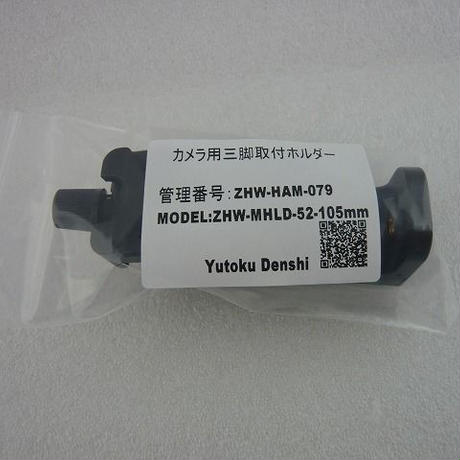 カメラ用三脚取付ホルダー
管理番号:ZHW-HAM-079
MODEL:ZHW-MHLD-52-105mm
Yutoku Denshi